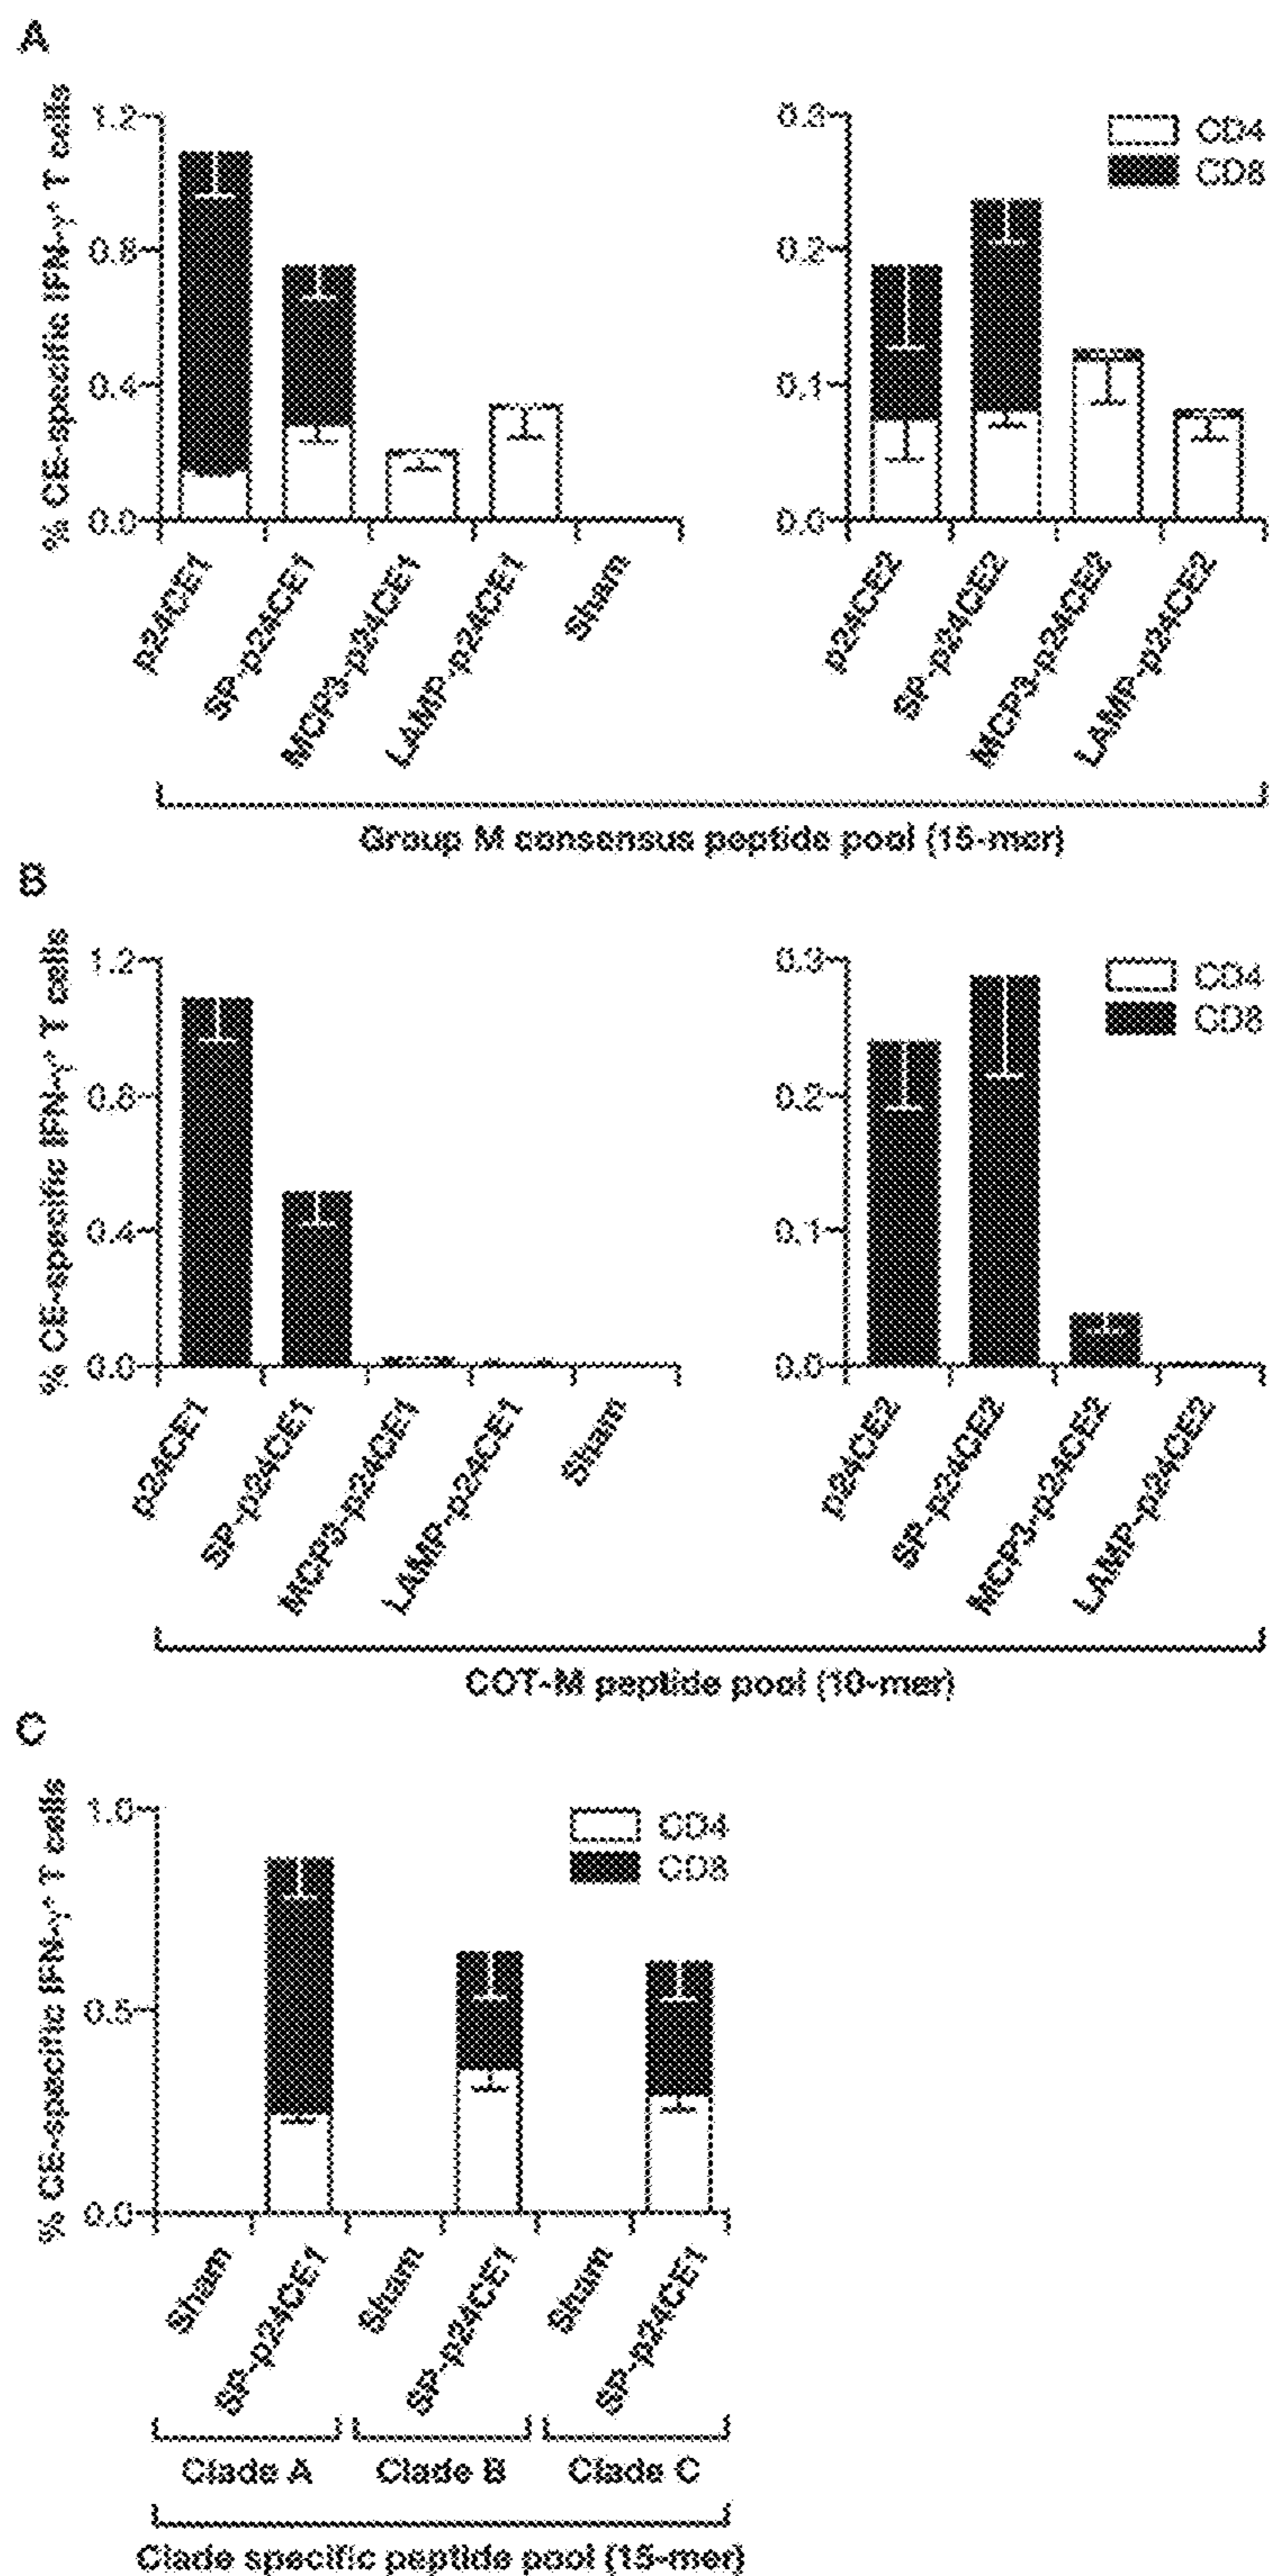 A
% CE-specific IFN-γ+ T cells
1.2
0.8
0.4
0.0
p24CE1
SP-p24CE1
MCP3-p24CE1
LAMP-p24CE1
Sham
0.3
0.2
0.1
0.0
CD4
CD8
p24CE2
SP-p24CE2
MCP3-p24CE2
LAMP-p24CE2
Group M consensus peptide pool (15-mer)
B
% CE-specific IFN-γ+ T cells
1.2
0.8
0.4
0.0
p24CE1
SP-p24CE1
MCP3-p24CE1
LAMP-p24CE1
Sham
0.3
0.2
0.1
0.0
CD4
CD8
p24CE2
SP-p24CE2
MCP3-p24CE2
LAMP-p24CE2
COT-M peptide pool (10-mer)
C
% CE-specific IFN-γ+ T cells
1.0
0.5
0.0
CD4
CD8
Sham
SP-p24CE1
Sham
SP-p24CE1
Sham
SP-p24CE1
Clade A
Clade B
Clade C
Clade specific peptide pool (15-mer)